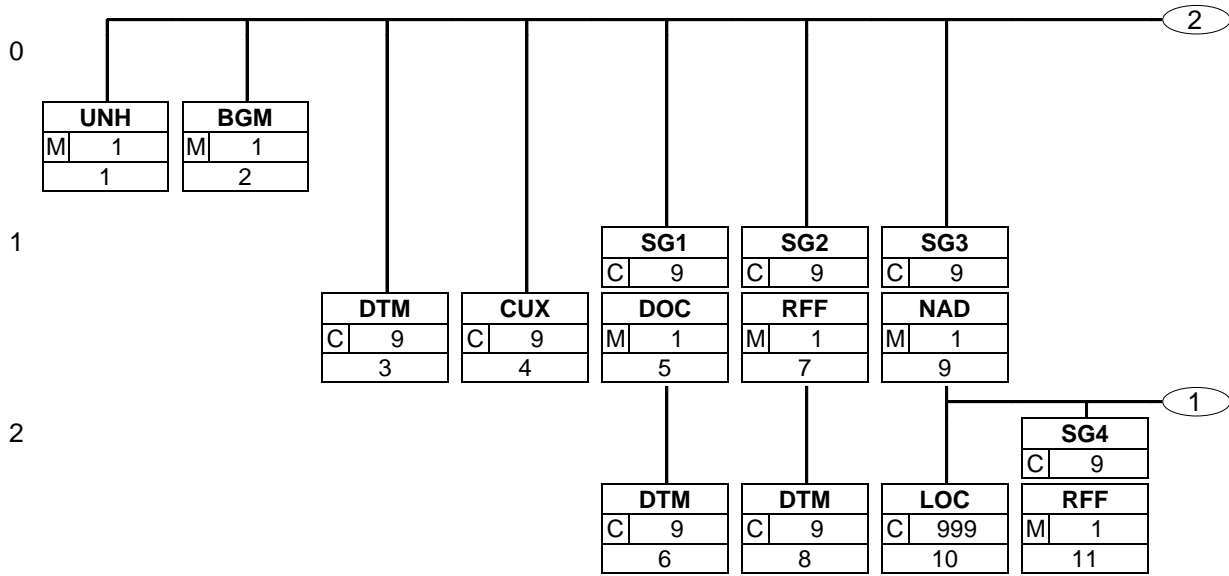 2
0
UNH BGM
M 1 M 1
1 2
1
SG1 SG2 SG3
C 9 C 9 C 9
DTM CUX DOC RFF NAD
C 9 C 9 M 1 M 1 M 1
3 4 5 7 9
1
2
SG4
C 9
DTM DTM LOC RFF
C 9 C 9 C 999 M 1
6 8 10 11